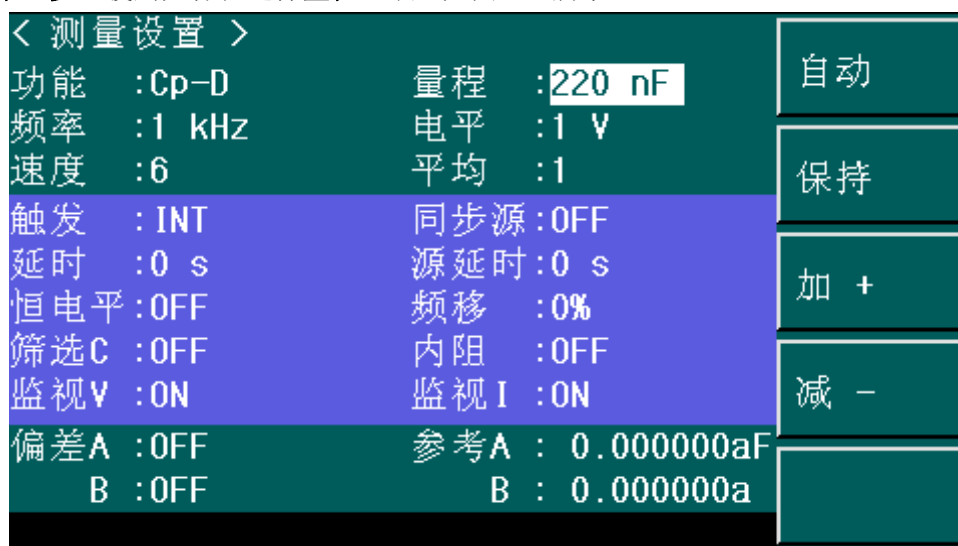 < 测量设置 >
功能 :Cp-D 量程 :220 nF
频率 :1 kHz 电平 :1 V
速度 :6 平均 :1
触发 :INT 同步源:OFF
延时 :0 s 源延时:0 s
恒电平:OFF 频移 :0%
筛选C :OFF 内阻 :OFF
监视V :ON 监视I :ON
偏差A :OFF 参考A : 0.000000aF
B :OFF B : 0.000000a
自动
保持
加 +
减 -